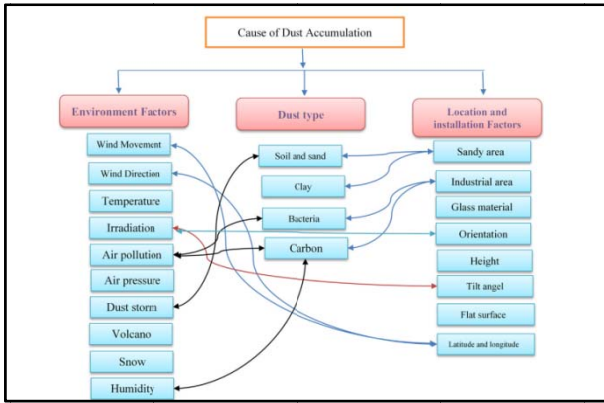 Cause of Dust Accumulation
Environment Factors
Dust type
Location and
installation Factors
Wind Movement
Wind Direction
Temperature
Irradiation
Air pollution
Air pressure
Dust storm
Volcano
Snow
Humidity
Soil and sand
Clay
Bacteria
Carbon
Sandy area
Industrial area
Glass material
Orientation
Height
Tilt angel
Flat surface
Latitude and longitude